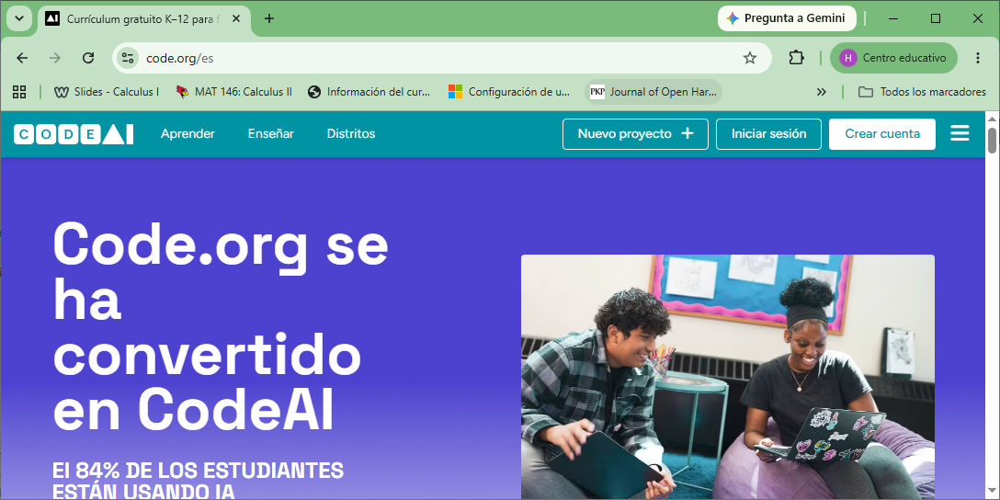 Currículum gratuito K–12 para f
Pregunta a Gemini
code.org/es
H Centro educativo
Slides - Calculus I
MAT 146: Calculus II
Información del cur...
Configuración de u...
PKP Journal of Open Har...
Todos los marcadores
CODEAI
Aprender
Enseñar
Distritos
Nuevo proyecto +
Iniciar sesión
Crear cuenta
Code.org se
ha
convertido
en CodeAI
El 84% DE LOS ESTUDIANTES
ESTÁN USANDO IA